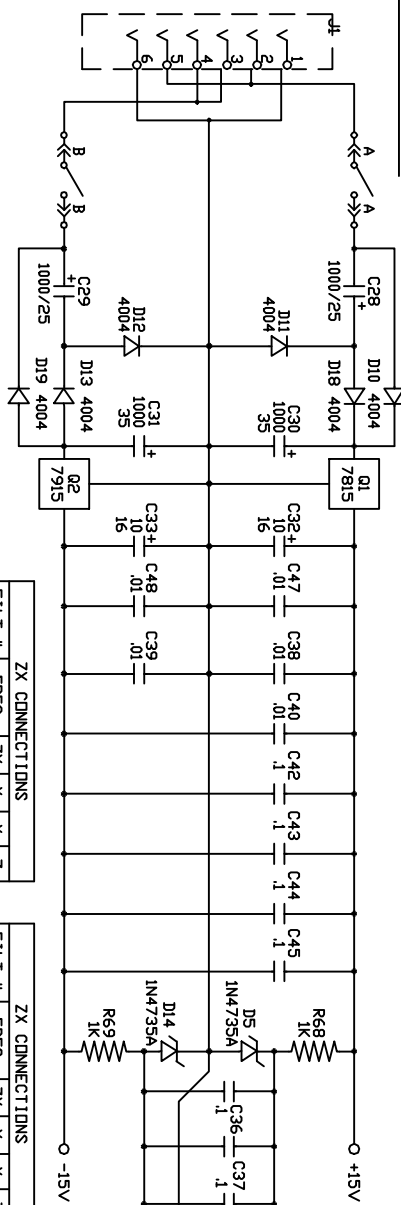 J1
1
2
3
4
5
6
A
A
B
B
C28
1000/25
+
C29
1000/25
+
D10 4004
D18 4004
D11
4004
D12
4004
D13 4004
D19 4004
C30
1000
35
+
C31
1000
35
+
Q1
7815
Q2
7915
C32+
10
16
C33+
10
16
C47
.01
C48
.01
C38
.01
C39
.01
C40
.01
C42
.1
C43
.1
C44
.1
C45
.1
R68
1K
D5
1N4735A
D14
1N4735A
R69
1K
C36
.1
C37
.1
+15V
-15V
ZX CONNECTIONS
ZX CONNECTIONS